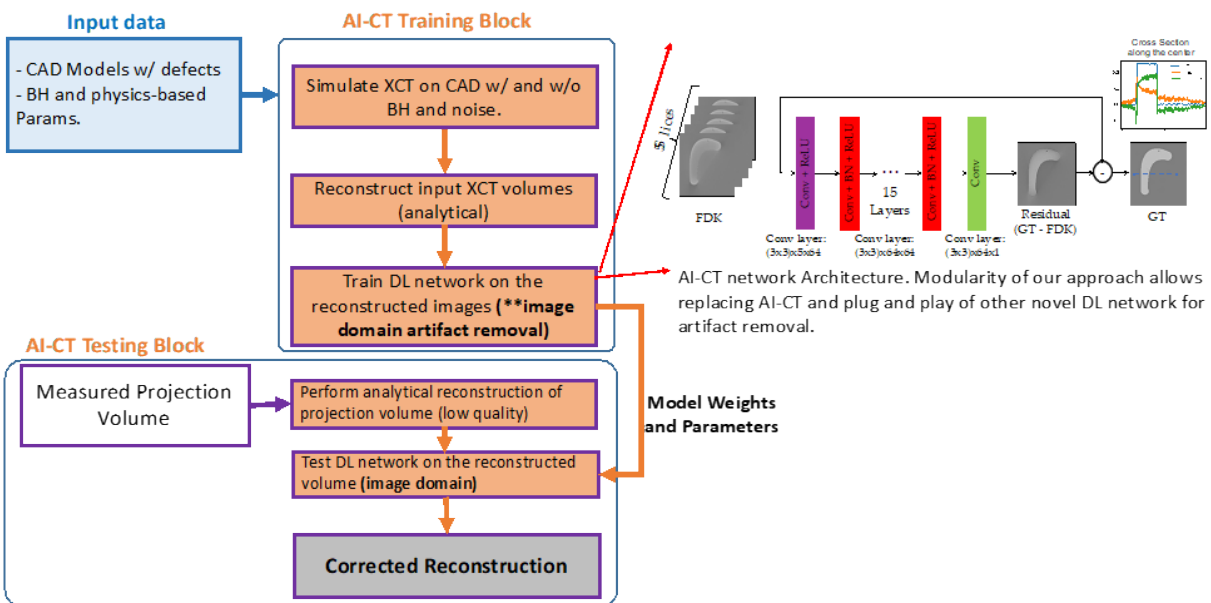 Input data
- CAD Models w/ defects
- BH and physics-based
Params.
AI-CT Training Block
Simulate XCT on CAD w/ and w/o
BH and noise.
Reconstruct input XCT volumes
(analytical)
Train DL network on the
reconstructed images (**image
domain artifact removal)
AI-CT Testing Block
Measured Projection
Volume
Perform analytical reconstruction of
projection volume (low quality)
Test DL network on the reconstructed
volume (image domain)
Corrected Reconstruction
Model Weights
and Parameters
5 slices
FDK
Conv + ReLU
Conv + BN + ReLU
...
15
Layers
Conv + BN + ReLU
Conv
Conv layer:
(3x3)x5x64
Conv layer:
(3x3)x64x64
Conv layer:
(3x3)x64x1
Residual
(GT - FDK)
-
GT
Cross Section
along the center
AI-CT network Architecture. Modularity of our approach allows
replacing AI-CT and plug and play of other novel DL network for
artifact removal.